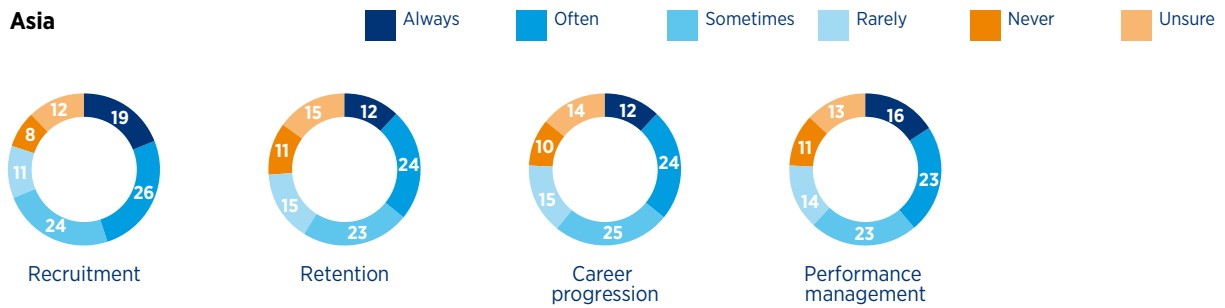 Asia
Always
Often
Sometimes
Rarely
Never
Unsure
19
26
24
11
8
12
Recruitment
12
24
23
15
11
15
Retention
12
24
25
15
10
14
Career
progression
16
23
23
14
11
13
Performance
management